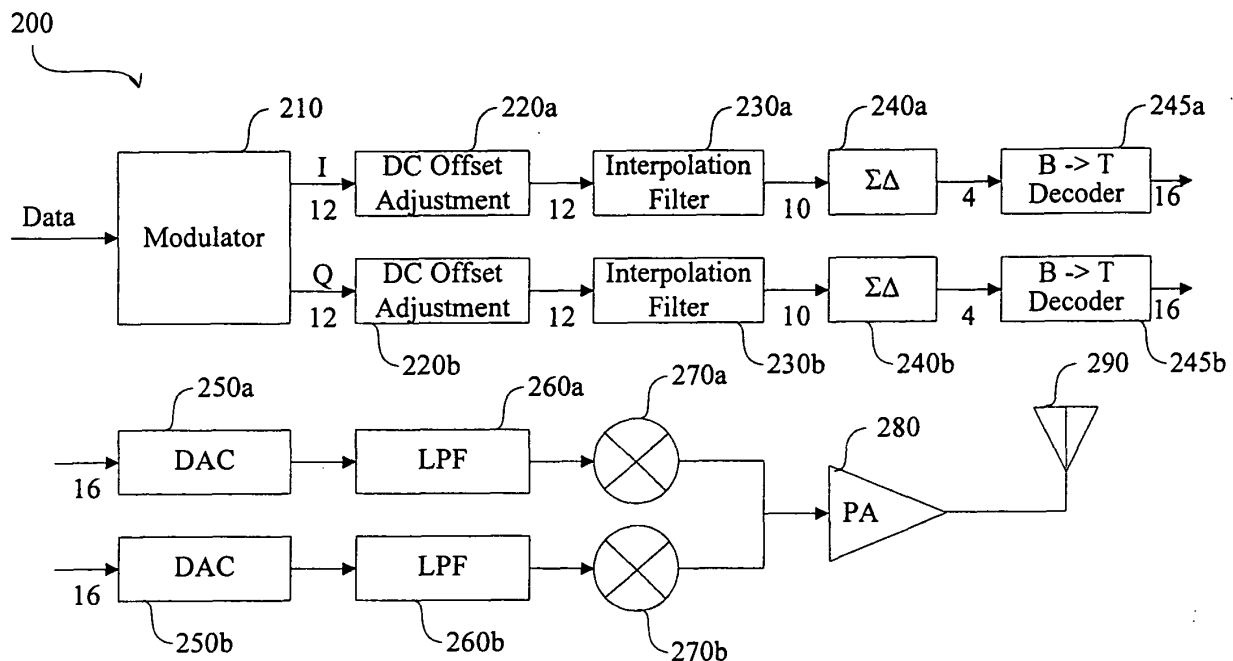 200
210
220a
230a
240a
245a
I
DC Offset
Adjustment
Interpolation
Filter
ΣΔ
B -> T
Decoder
12
12
10
4
16
Data
Modulator
Q
DC Offset
Adjustment
Interpolation
Filter
ΣΔ
B -> T
Decoder
12
12
10
4
16
220b
230b
240b
245b
250a
260a
270a
280
290
DAC
LPF
16
PA
DAC
LPF
16
250b
260b
270b